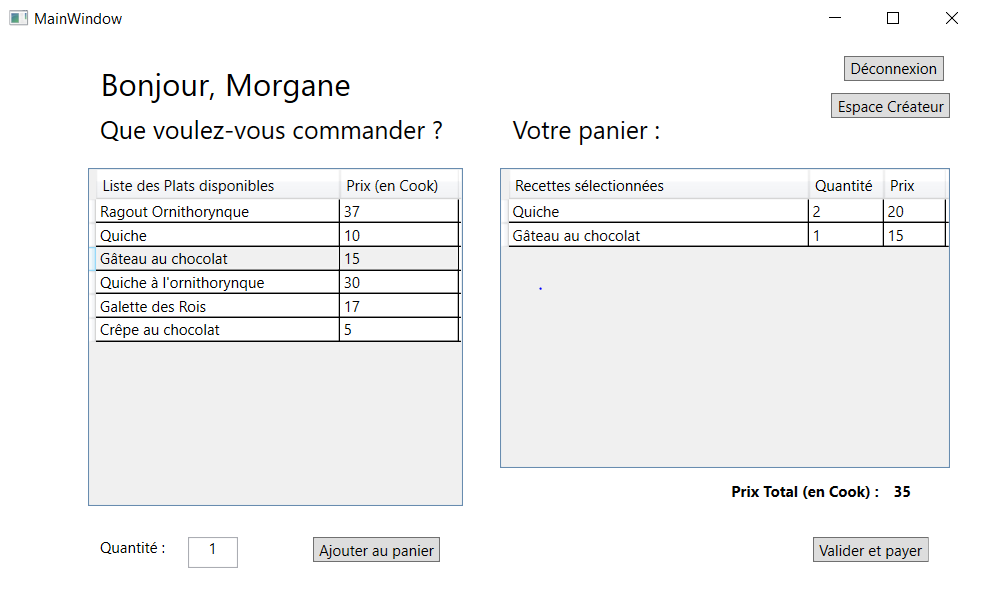 MainWindow
Déconnexion
Bonjour, Morgane
Espace Créateur
Que voulez-vous commander ?
Votre panier :
Liste des Plats disponibles Prix (en Cook)
Ragout Ornithorynque 37
Quiche 10
Gâteau au chocolat 15
Quiche à l'ornithorynque 30
Galette des Rois 17
Crêpe au chocolat 5
Recettes sélectionnées Quantité Prix
Quiche 2 20
Gâteau au chocolat 1 15
Prix Total (en Cook) : 35
Quantité : 1
Ajouter au panier
Valider et payer